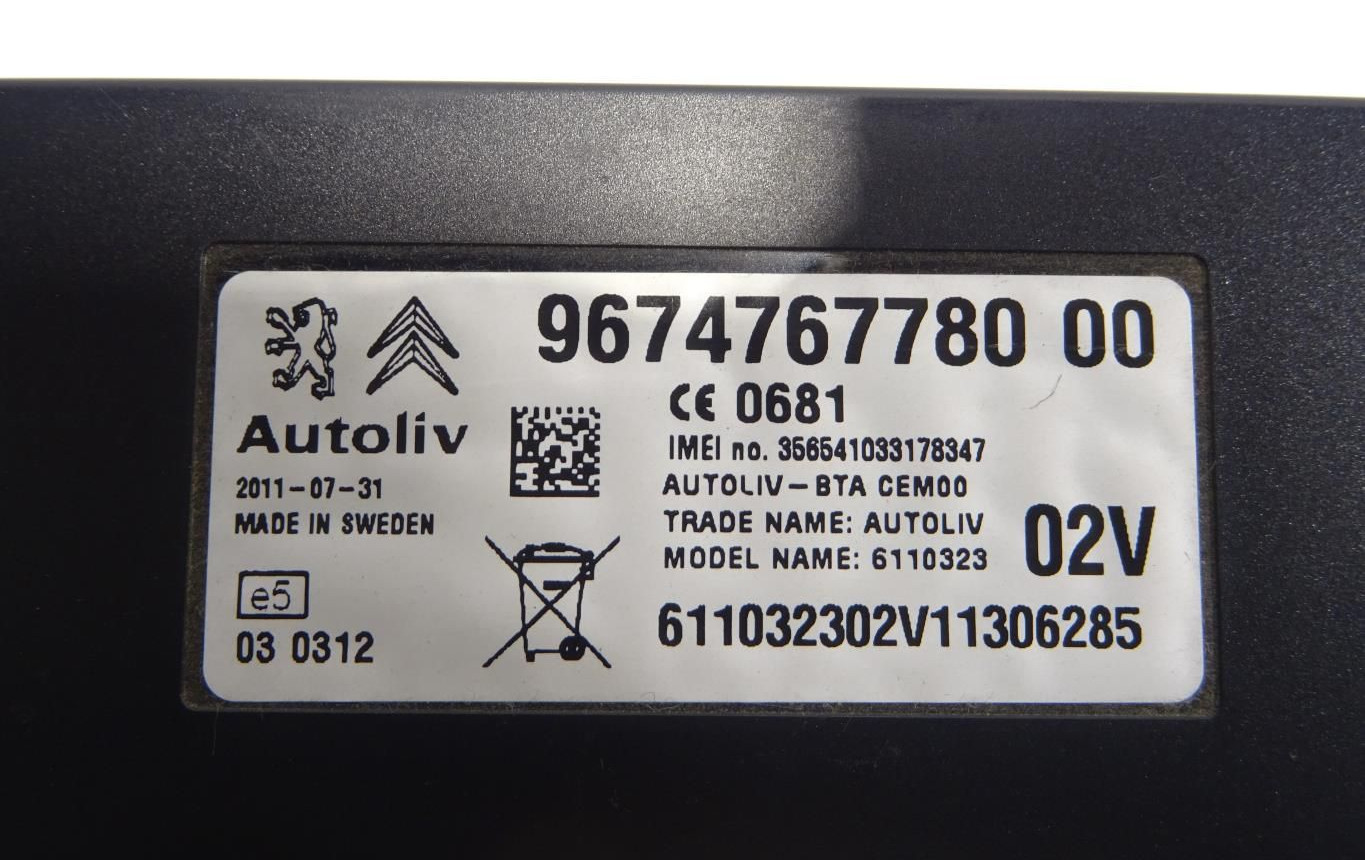 9674767780 00
CE 0681
Autoliv
IMEI no. 356541033178347
2011-07-31
AUTOLIV-BTA CEM00
MADE IN SWEDEN
TRADE NAME: AUTOLIV
02V
MODEL NAME: 6110323
e5
03 0312
611032302V11306285